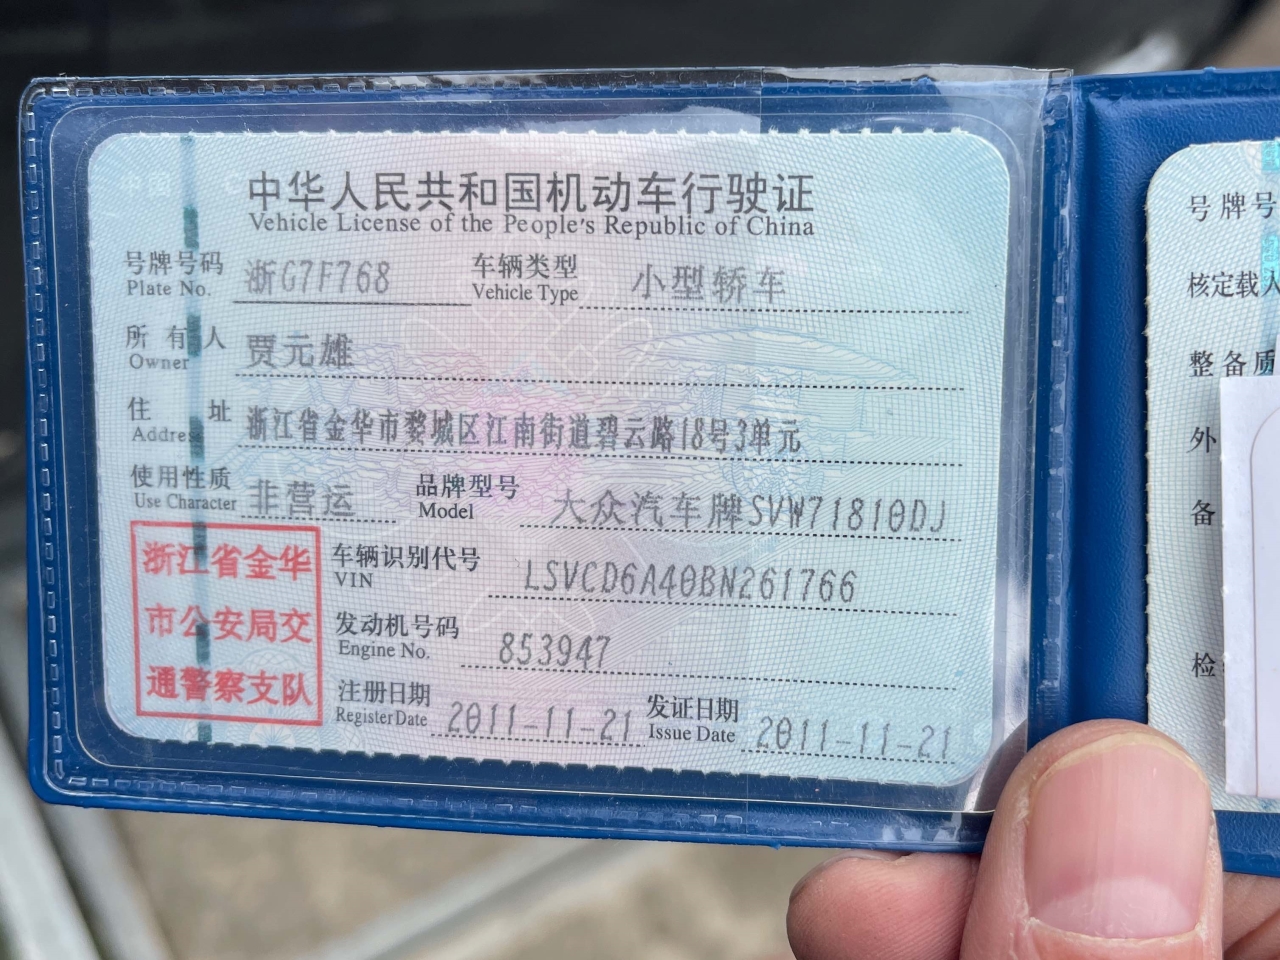 中华人民共和国机动车行驶证
Vehicle License of the People's Republic of China
号牌号码 浙G7F768 车辆类型 小型轿车
Plate No. Vehicle Type
所有人 贾元雄
Owner
住址 浙江省金华市婺城区江南街道碧云路18号3单元
Address
使用性质 非营运 品牌型号 大众汽车牌SVW71810DJ
Use Character Model
车辆识别代号 LSVCD6A40BN261766
VIN
发动机号码 853947
Engine No.
注册日期 2011-11-21 发证日期 2011-11-21
Register Date Issue Date
浙江省金华
市公安局交
通警察支队
号牌号
核定载人
整备质
外
备
检